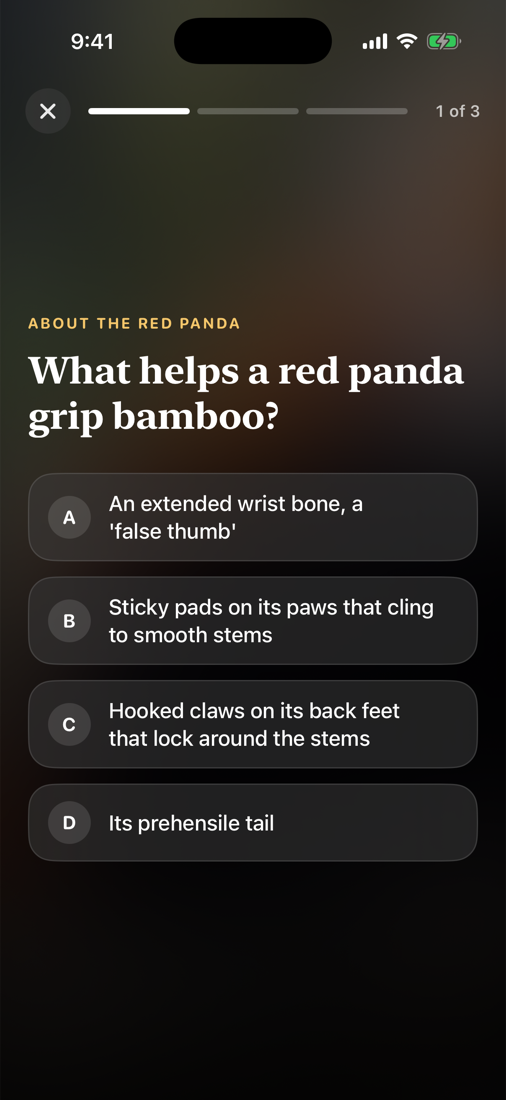 9:41
1 of 3
ABOUT THE RED PANDA
What helps a red panda
grip bamboo?
A
An extended wrist bone, a
'false thumb'
B
Sticky pads on its paws that cling
to smooth stems
C
Hooked claws on its back feet
that lock around the stems
D
Its prehensile tail